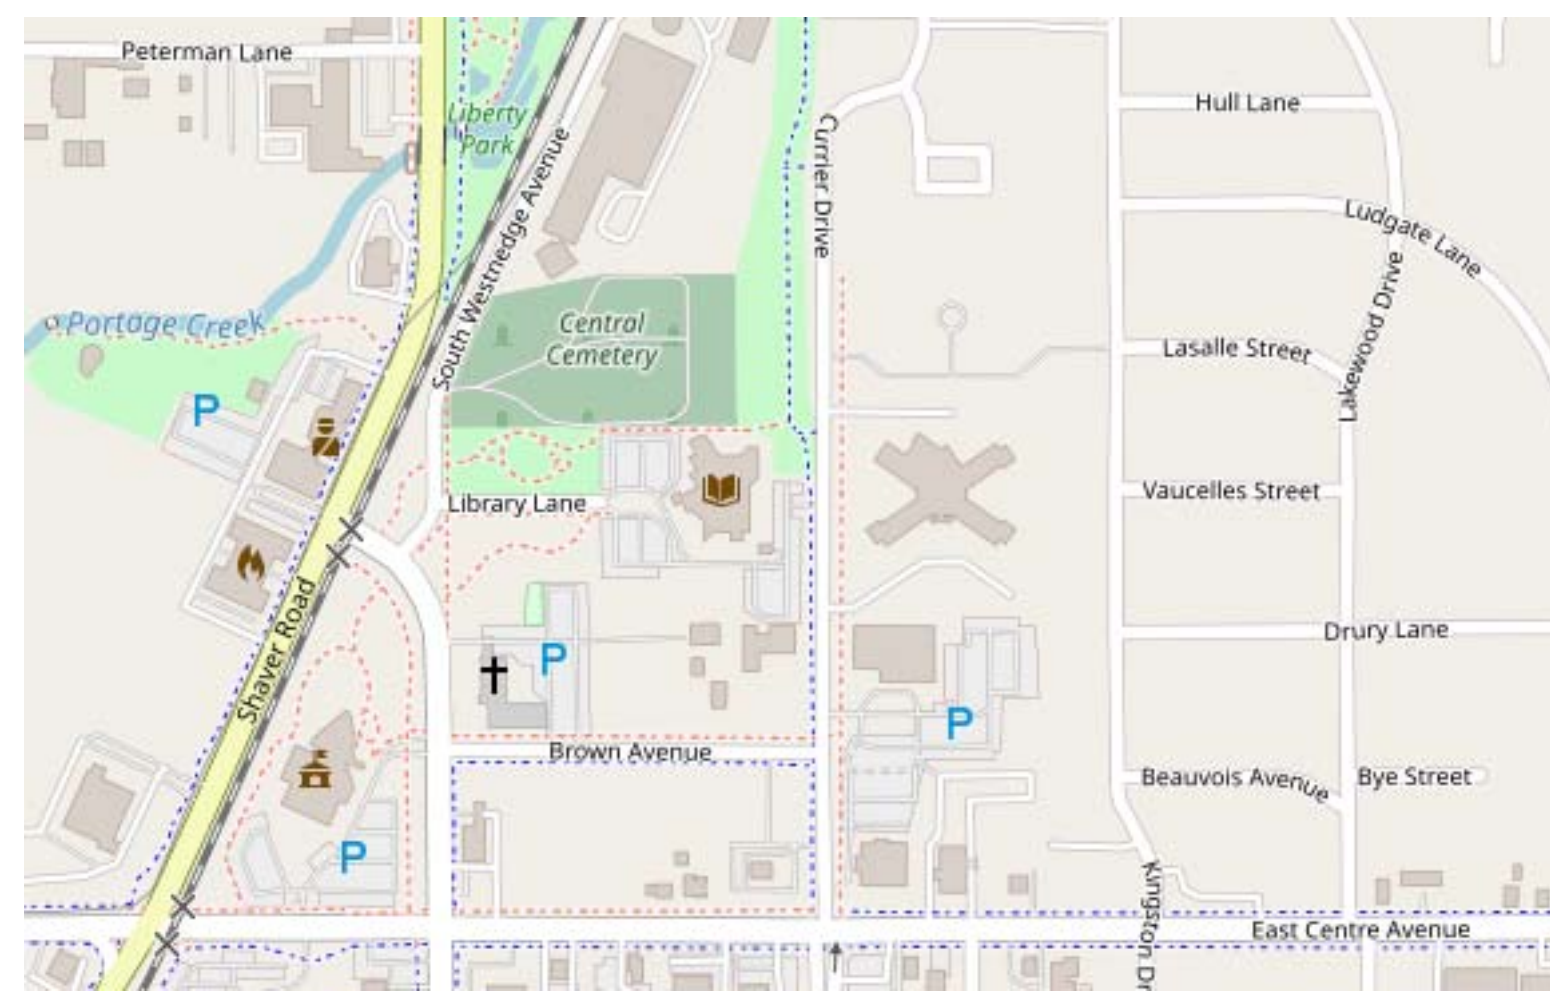 Peterman Lane
Liberty
Park
Hull Lane
Currier Drive
Ludgate Lane
South Westnedge Avenue
Portage Creek
Central
Cemetery
Lasalle Street
Lakewood Drive
P
Library Lane
Vaucelles Street
Shaver Road
Drury Lane
P
P
Brown Avenue
Beauvois Avenue
Bye Street
P
Kingston Dr
East Centre Avenue